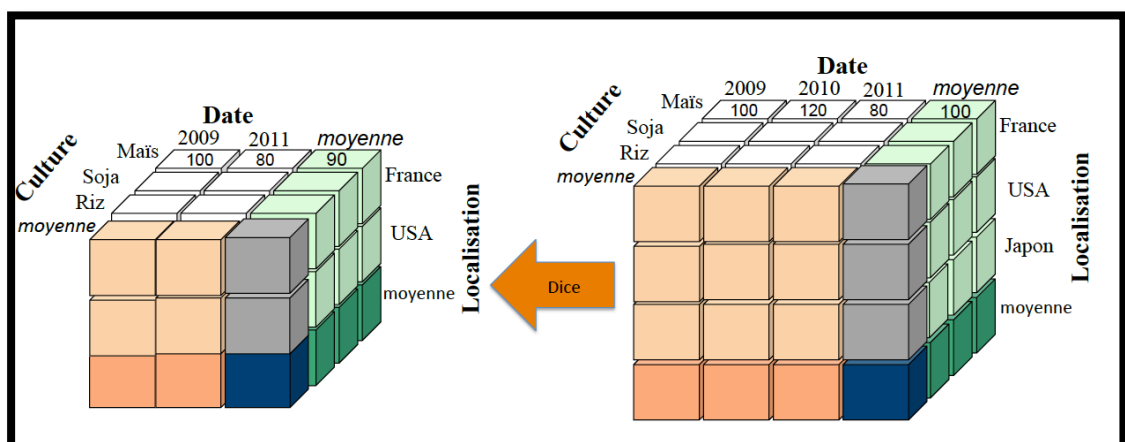 Date
2009 2011 moyenne
Culture
Maïs 100 80 90 France
Soja
Riz USA
moyenne
moyenne
Localisation
Dice
Date
2009 2010 2011 moyenne
Culture
Maïs 100 120 80 100 France
Soja
Riz
moyenne USA
Japon
moyenne
Localisation